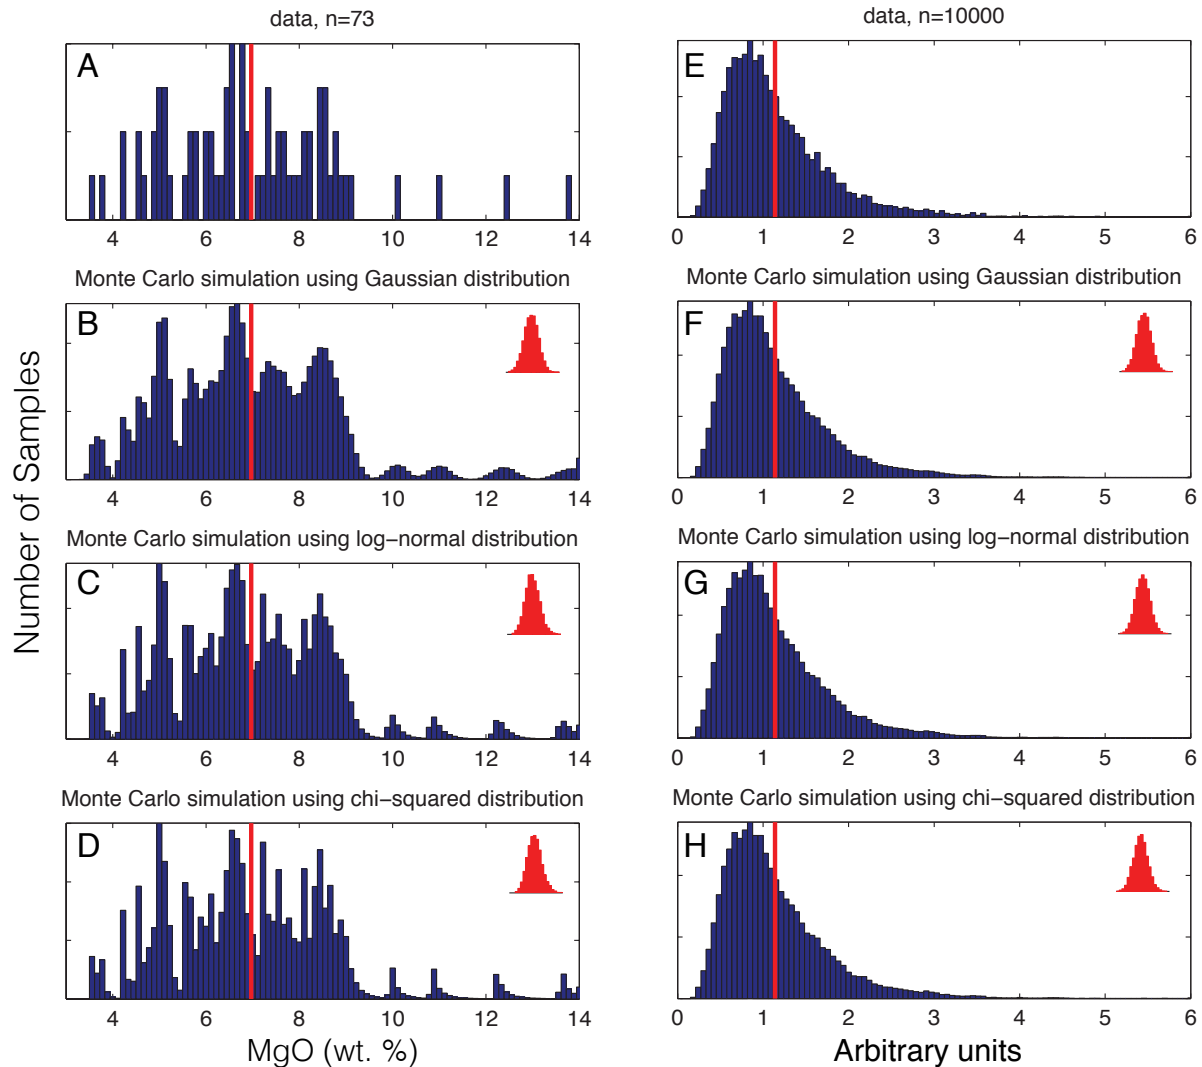 data, n=73
A
4 6 8 10 12 14
Monte Carlo simulation using Gaussian distribution
B
4 6 8 10 12 14
Monte Carlo simulation using log-normal distribution
C
4 6 8 10 12 14
Monte Carlo simulation using chi-squared distribution
D
4 6 8 10 12 14
MgO (wt. %)
Number of Samples
data, n=10000
E
0 1 2 3 4 5 6
Monte Carlo simulation using Gaussian distribution
F
0 1 2 3 4 5 6
Monte Carlo simulation using log-normal distribution
G
0 1 2 3 4 5 6
Monte Carlo simulation using chi-squared distribution
H
0 1 2 3 4 5 6
Arbitrary units